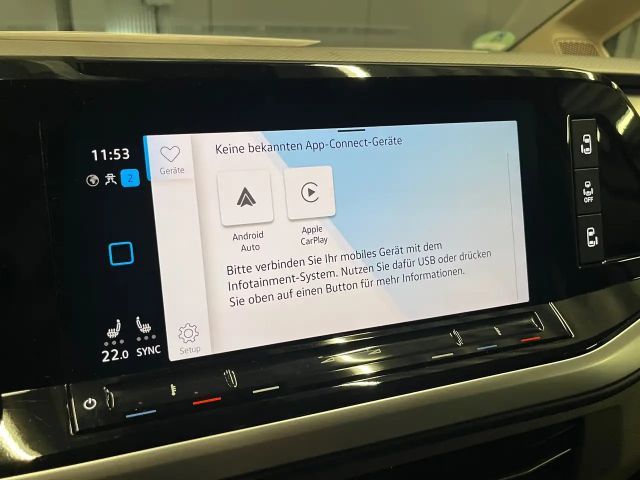 11:53
2
Geräte
Keine bekannten App-Connect-Geräte
Android
Auto
Apple
CarPlay
Bitte verbinden Sie Ihr mobiles Gerät mit dem
Infotainment-System. Nutzen Sie dafür USB oder drücken
Sie oben auf einen Button für mehr Informationen.
22.0 SYNC
Setup
OFF